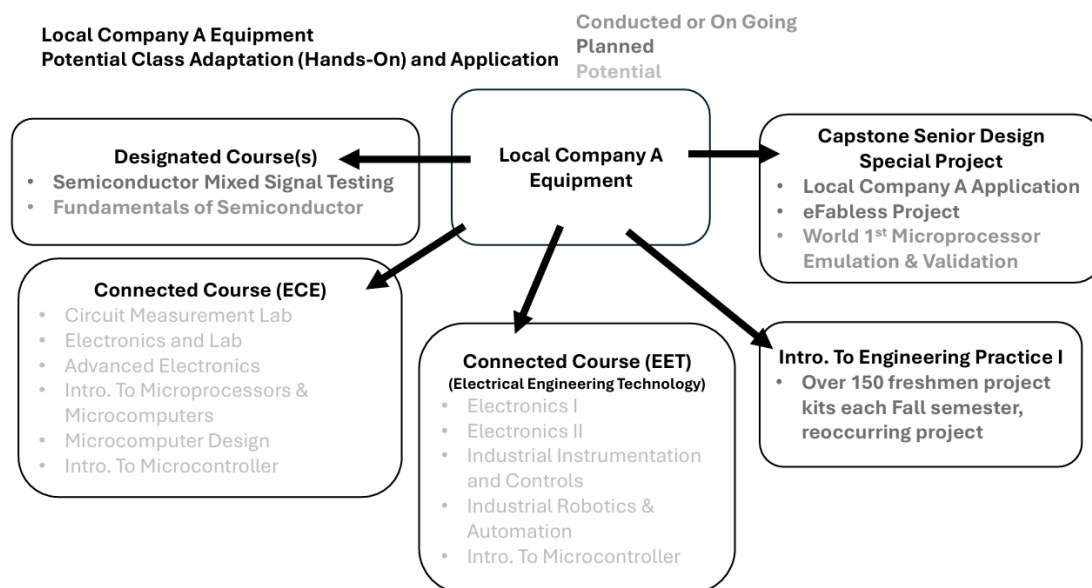 Local Company A Equipment
Potential Class Adaptation (Hands-On) and Application
Conducted or On Going
Planned
Potential
Local Company A
Equipment
Designated Course(s)
• Semiconductor Mixed Signal Testing
• Fundamentals of Semiconductor
Capstone Senior Design
Special Project
• Local Company A Application
• eFabless Project
• World 1st Microprocessor
Emulation & Validation
Connected Course (ECE)
• Circuit Measurement Lab
• Electronics and Lab
• Advanced Electronics
• Intro. To Microprocessors &
Microcomputers
• Microcomputer Design
• Intro. To Microcontroller
Connected Course (EET)
(Electrical Engineering Technology)
• Electronics I
• Electronics II
• Industrial Instrumentation
and Controls
• Industrial Robotics &
Automation
• Intro. To Microcontroller
Intro. To Engineering Practice I
• Over 150 freshmen project
kits each Fall semester,
reoccurring project